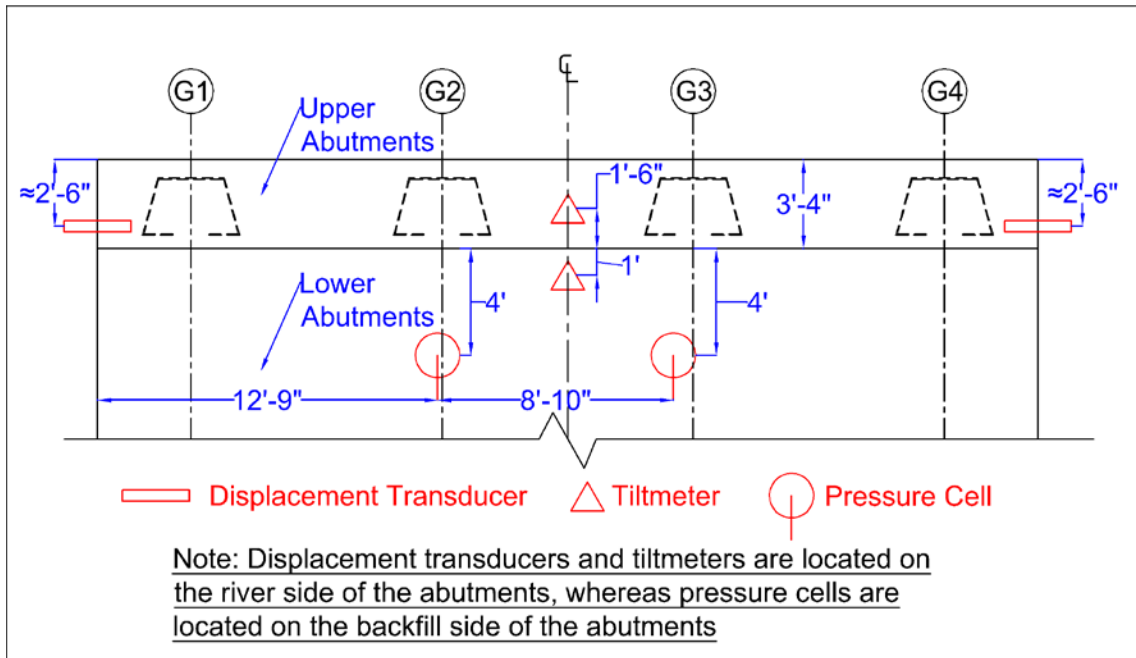 ℄
G1
G2
G3
G4
Upper
Abutments
1'-6"
≈2'-6"
3'-4"
≈2'-6"
1'
Lower
Abutments
4'
4'
12'-9"
8'-10"
Displacement Transducer
Tiltmeter
Pressure Cell
Note: Displacement transducers and tiltmeters are located on
the river side of the abutments, whereas pressure cells are
located on the backfill side of the abutments